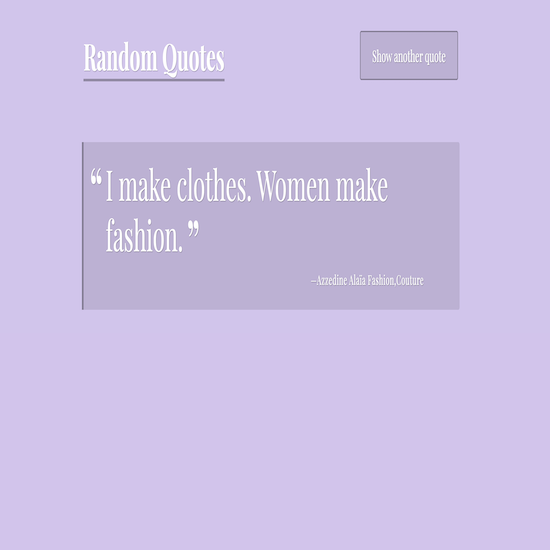 Random Quotes
Show another quote
“I make clothes. Women make
fashion.”
–Azzedine Alaïa Fashion,Couture